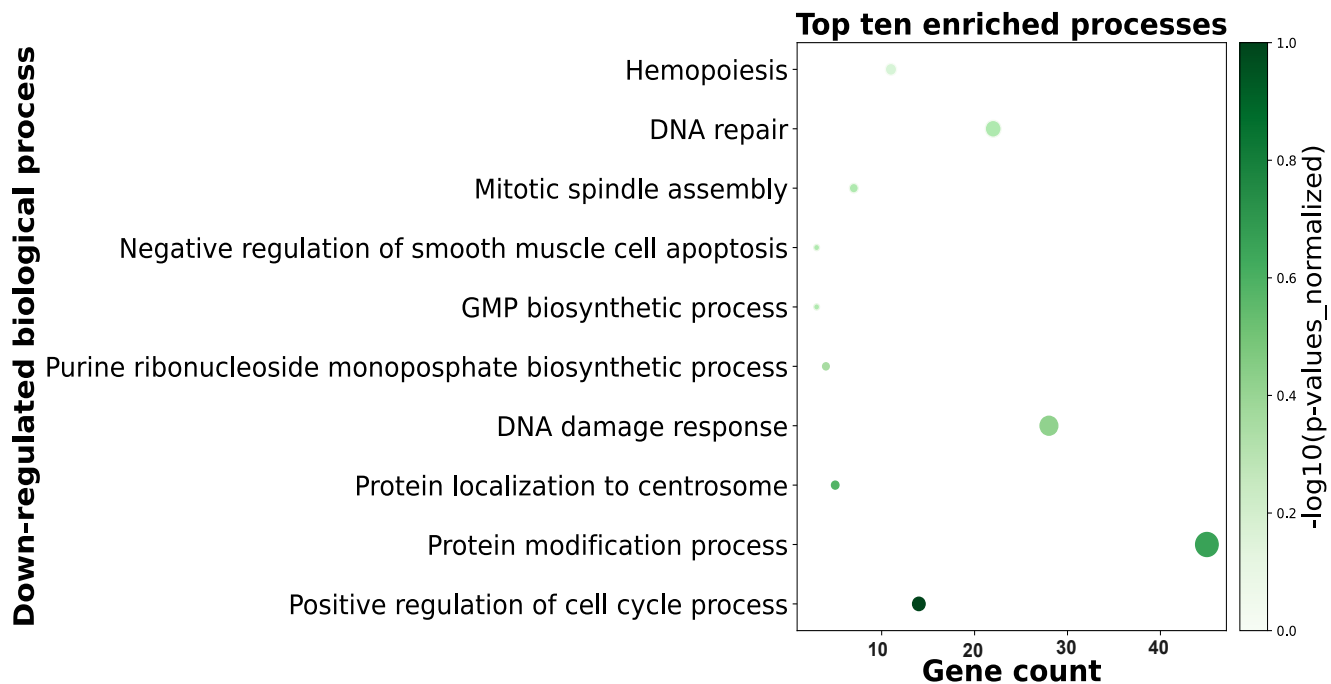 Top ten enriched processes
Down-regulated biological process
Hemopoiesis
DNA repair
Mitotic spindle assembly
Negative regulation of smooth muscle cell apoptosis
GMP biosynthetic process
Purine ribonucleoside monoposphate biosynthetic process
DNA damage response
Protein localization to centrosome
Protein modification process
Positive regulation of cell cycle process
10 20 30 40
Gene count
1.0
0.8
0.6
0.4
0.2
0.0
-log10(p-values_normalized)